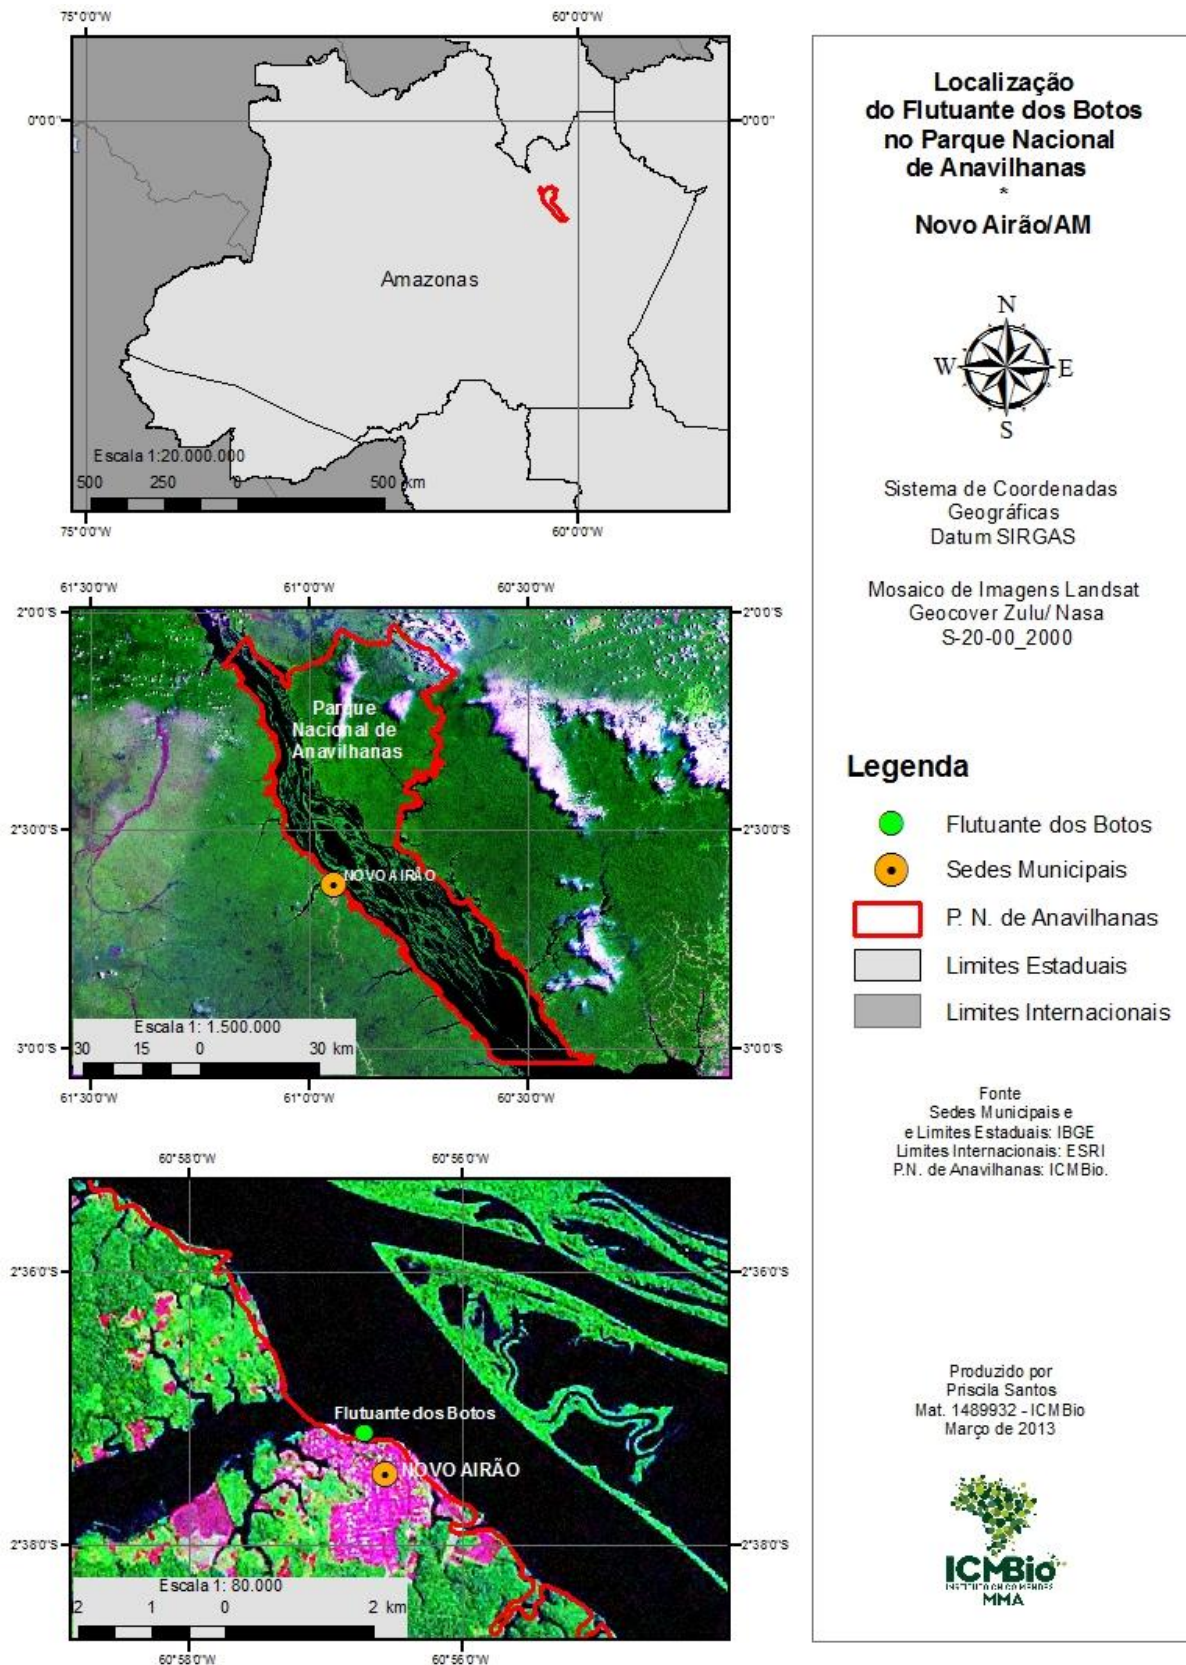 75°0'0"W 60°0'0"W
0°0'0" 0°0'0"
Amazonas
Escala 1:20.000.000
500 250 0 500 km
75°0'0"W 60°0'0"W
61°30'0"W 61°0'0"W 60°30'0"W
2°0'0"S 2°0'0"S
Parque
Nacional de
Anavilhanas
2°30'0"S 2°30'0"S
NOVO AIRÃO
Escala 1: 1.500.000
30 15 0 30 km
3°0'0"S 3°0'0"S
61°30'0"W 61°0'0"W 60°30'0"W
60°58'0"W 60°56'0"W
2°36'0"S 2°36'0"S
Flutuante dos Botos
NOVO AIRÃO
2°38'0"S 2°38'0"S
Escala 1: 80.000
2 1 0 2 km
60°58'0"W 60°56'0"W
Localização
do Flutuante dos Botos
no Parque Nacional
de Anavilhanas
*
Novo Airão/AM
N
W E
S
Sistema de Coordenadas
Geográficas
Datum SIRGAS
Mosaico de Imagens Landsat
Geocover Zulu/ Nasa
S-20-00_2000
Legenda
Flutuante dos Botos
Sedes Municipais
P. N. de Anavilhanas
Limites Estaduais
Limites Internacionais
Fonte
Sedes Municipais e
e Limites Estaduais: IBGE
Limites Internacionais: ESRI
P.N. de Anavilhanas: ICMBio.
Produzido por
Priscila Santos
Mat. 1489932 - ICMBio
Março de 2013
ICMBio
INSTITUTO CHICO MENDES
MMA